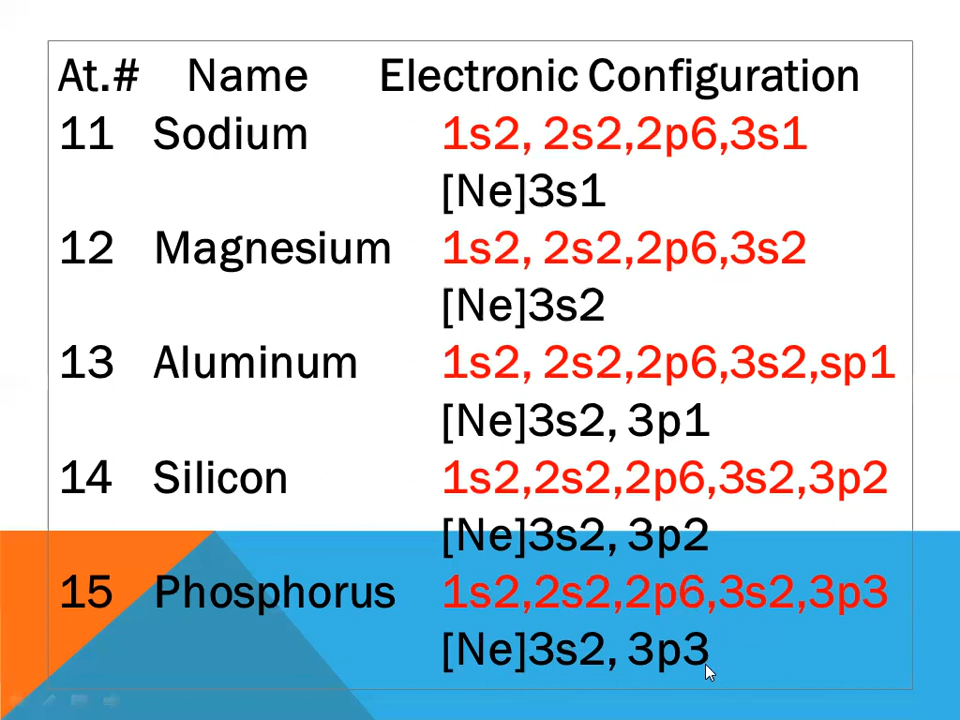 At.# Name Electronic Configuration
11 Sodium 1s2, 2s2,2p6,3s1
[Ne]3s1
12 Magnesium 1s2, 2s2,2p6,3s2
[Ne]3s2
13 Aluminum 1s2, 2s2,2p6,3s2,sp1
[Ne]3s2, 3p1
14 Silicon 1s2,2s2,2p6,3s2,3p2
[Ne]3s2, 3p2
15 Phosphorus 1s2,2s2,2p6,3s2,3p3
[Ne]3s2, 3p3